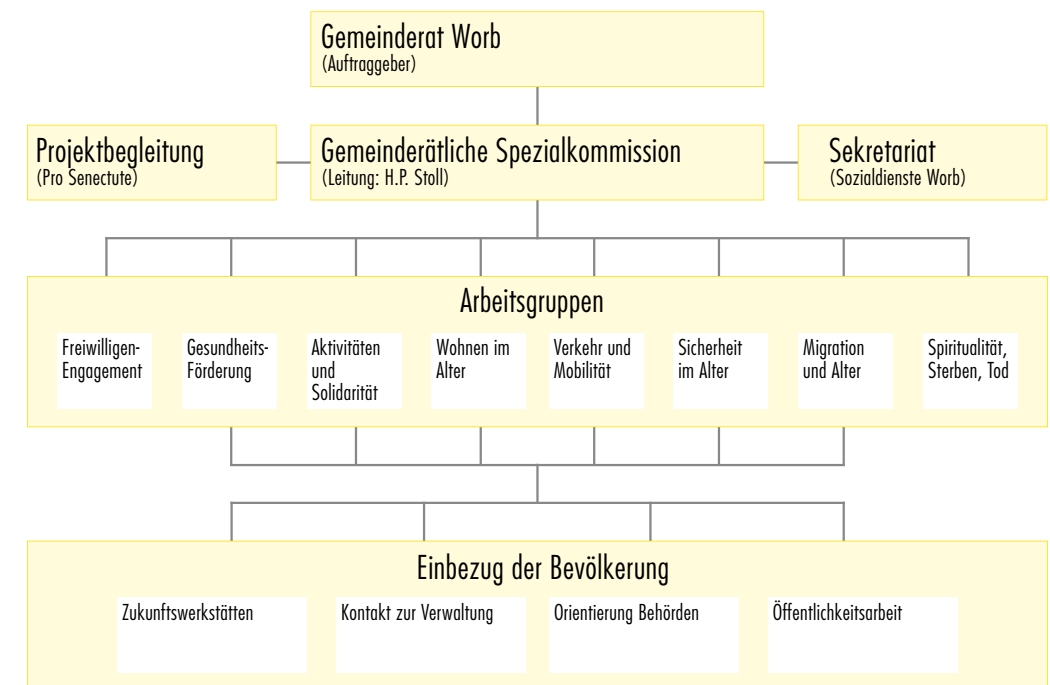 Gemeinderat Worb
(Auftraggeber)
Projektbegleitung
(Pro Senectute)
Gemeinderätliche Spezialkommission
(Leitung: H.P. Stoll)
Sekretariat
(Sozialdienste Worb)
Arbeitsgruppen
Freiwilligen-
Engagement
Gesundheits-
Förderung
Aktivitäten
und
Solidarität
Wohnen im
Alter
Verkehr und
Mobilität
Sicherheit
im Alter
Migration
und Alter
Spiritualität,
Sterben, Tod
Einbezug der Bevölkerung
Zukunftswerkstätten
Kontakt zur Verwaltung
Orientierung Behörden
Öffentlichkeitsarbeit